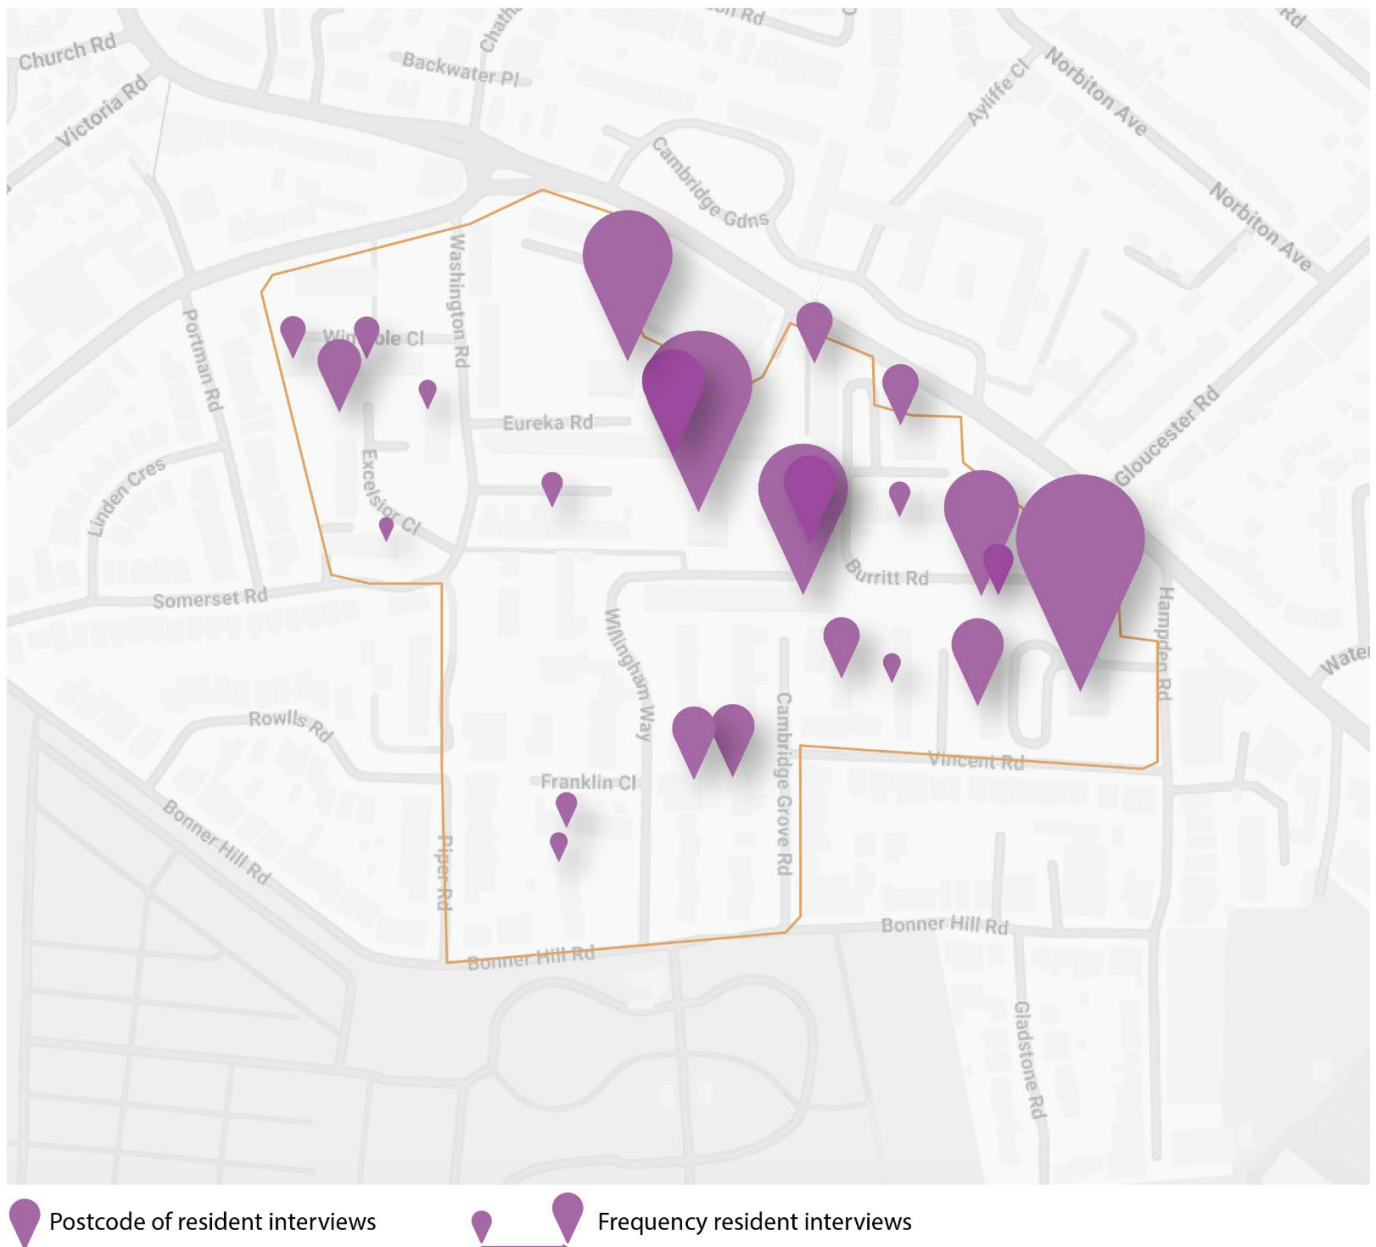 Church Rd
Victoria Rd
Backwater Pl
Norbiton Ave
Ayliffe Cl
Cambridge Gdns
Norbiton Ave
Portman Rd
Washington Rd
Eureka Rd
Linden Cres
Excelsior Cl
Gloucester Rd
Burritt Rd
Somerset Rd
Willingham Way
Hampden Rd
Rowlls Rd
Cambridge Grove Rd
Vincent Rd
Franklin Cl
Bonner Hill Rd
Piper Rd
Bonner Hill Rd
Bonner Hill Rd
Gladstone Rd
Postcode of resident interviews
Frequency resident interviews